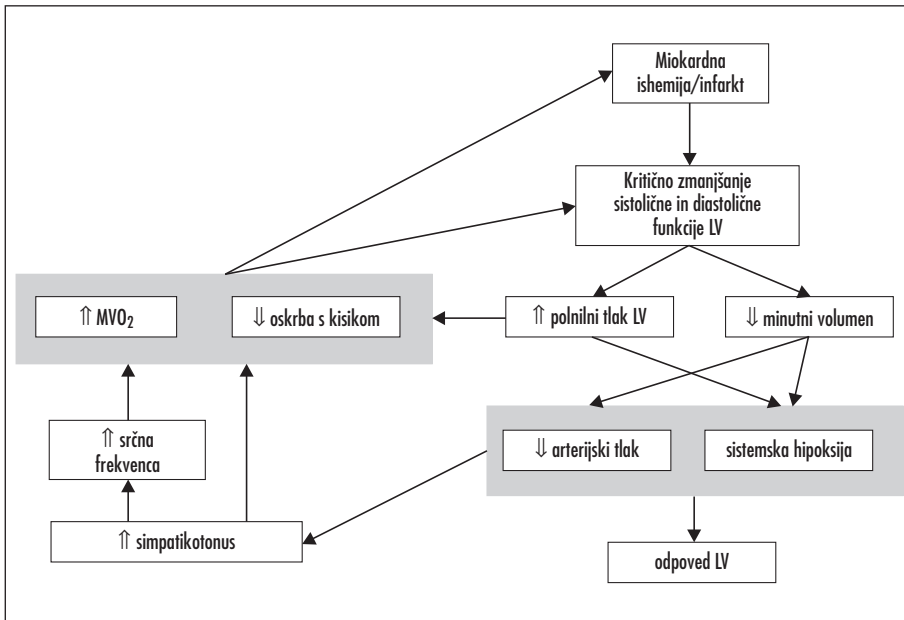 Miokardna
ishemija/infarkt
Kritično zmanjšanje
sistolične in diastolične
funkcije LV
⇑ MVO₂
⇓ oskrba s kisikom
⇑ polnilni tlak LV
⇓ minutni volumen
⇑ srčna
frekvenca
⇓ arterijski tlak
sistemska hipoksija
⇑ simpatikotonus
odpoved LV